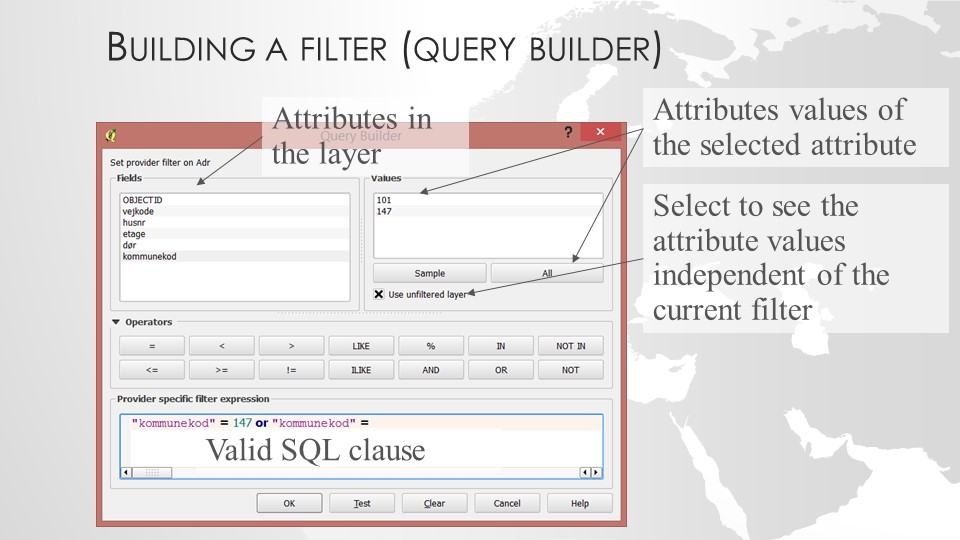 BUILDING A FILTER (QUERY BUILDER)
Attributes in
the layer
Attributes values of
the selected attribute
Select to see the
attribute values
independent of the
current filter
Query Builder
?
×
Set provider filter on Adr
Fields
OBJECTID
vejkode
husnr
etage
dør
kommunekod
Values
101
147
Sample
All
Use unfiltered layer
Operators
= < > LIKE % IN NOT IN
<= >= != ILIKE AND OR NOT
Provider specific filter expression
"kommunekod" = 147 or "kommunekod" =
Valid SQL clause
OK Test Clear Cancel Help